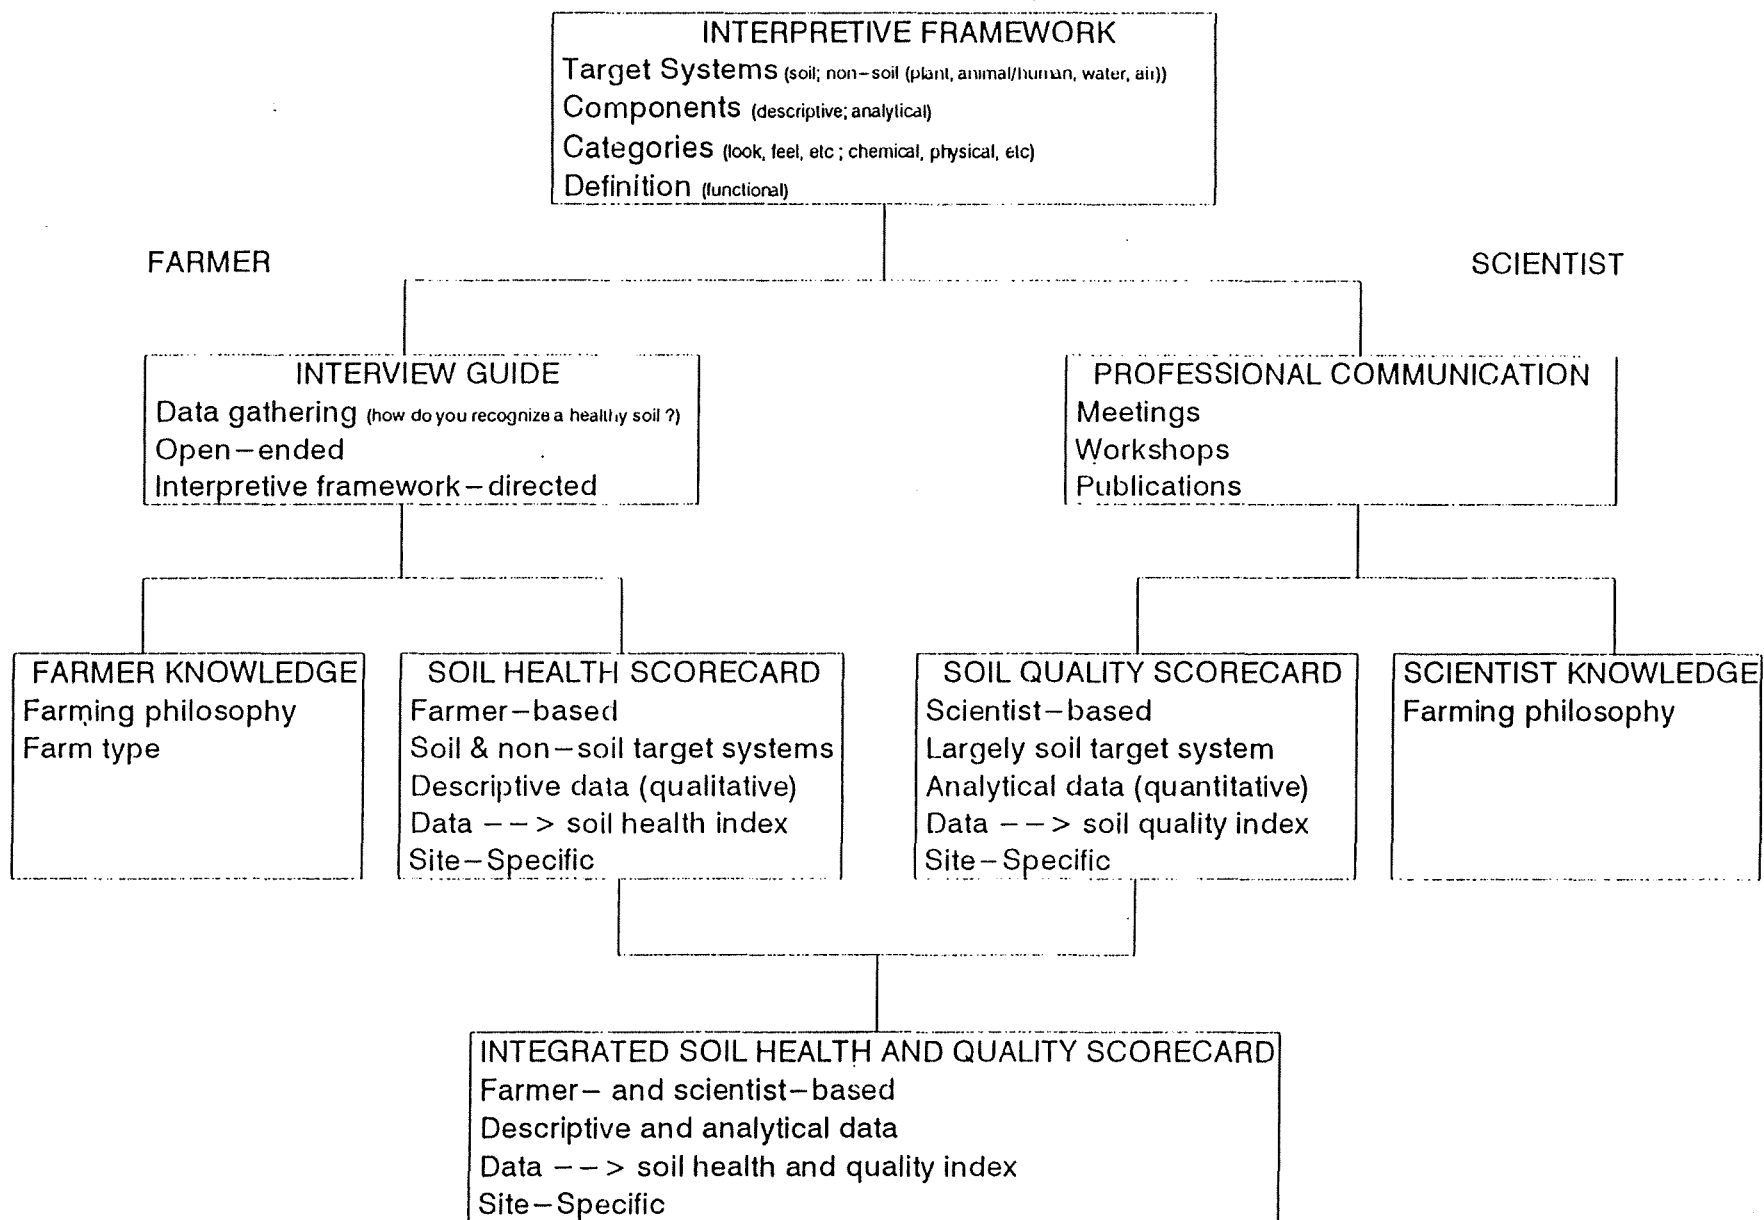 INTERPRETIVE FRAMEWORK
Target Systems (soil; non-soil (plant, animal/human, water, air))
Components (descriptive; analytical)
Categories (look, feel, etc ; chemical, physical, etc)
Definition (functional)
FARMER
SCIENTIST
INTERVIEW GUIDE
Data gathering (how do you recognize a healthy soil ?)
Open-ended
Interpretive framework-directed
PROFESSIONAL COMMUNICATION
Meetings
Workshops
Publications
FARMER KNOWLEDGE
Farming philosophy
Farm type
SOIL HEALTH SCORECARD
Farmer-based
Soil & non-soil target systems
Descriptive data (qualitative)
Data --> soil health index
Site-Specific
SOIL QUALITY SCORECARD
Scientist-based
Largely soil target system
Analytical data (quantitative)
Data --> soil quality index
Site-Specific
SCIENTIST KNOWLEDGE
Farming philosophy
INTEGRATED SOIL HEALTH AND QUALITY SCORECARD
Farmer- and scientist-based
Descriptive and analytical data
Data --> soil health and quality index
Site-Specific